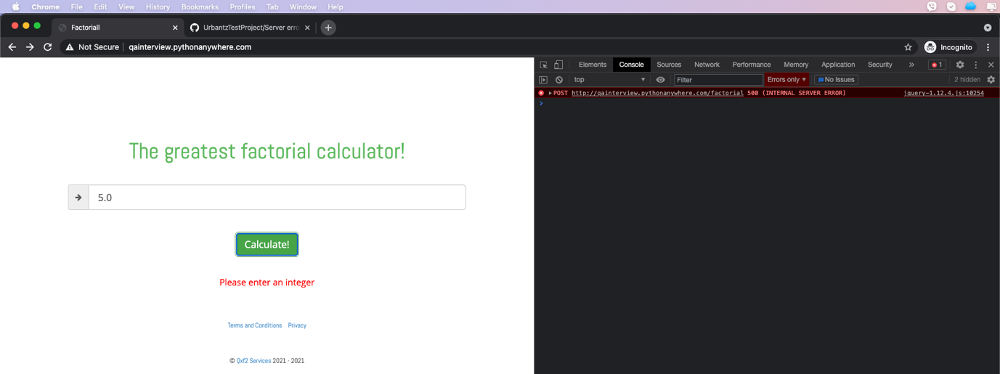 Chrome File Edit View History Bookmarks Profiles Tab Window Help
Factoriall
UrbantzTestProject/Server erro
Not Secure | qainterview.pythonanywhere.com
Incognito
Elements Console Sources Network Performance Memory Application Security » 1
top Filter Errors only No Issues 2 hidden
POST http://qainterview.pythonanywhere.com/factorial 500 (INTERNAL SERVER ERROR) jquery-1.12.4.js:10254
The greatest factorial calculator!
5.0
Calculate!
Please enter an integer
Terms and Conditions Privacy
© Qxf2 Services 2021 - 2021